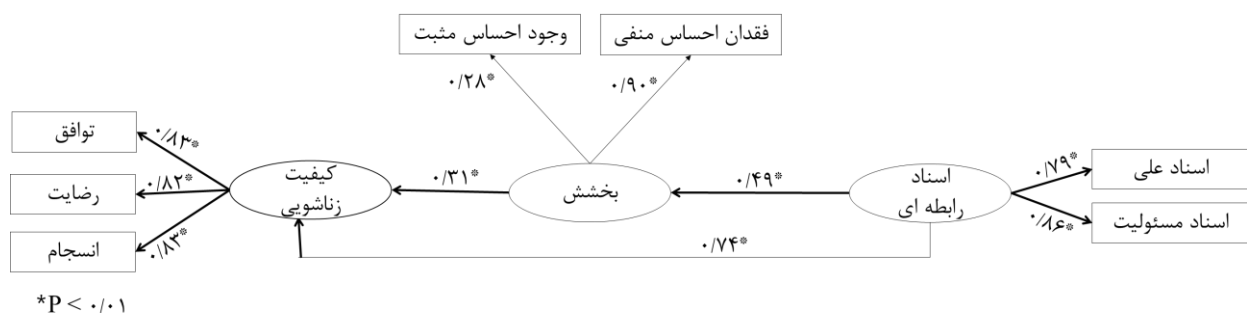 وجود احساس مثبت
فقدان احساس منفی
۰/۲۸*
۰/۹۰*
توافق
۰/۸۳*
رضایت
۰/۸۲*
انسجام
۰/۸۳*
کیفیت
زناشویی
۰/۳۱*
بخشش
۰/۴۹*
اسناد
رابطه ای
۰/۷۹*
اسناد علی
۰/۸۶*
اسناد مسئولیت
۰/۷۴*
*P < ۰/۰۱